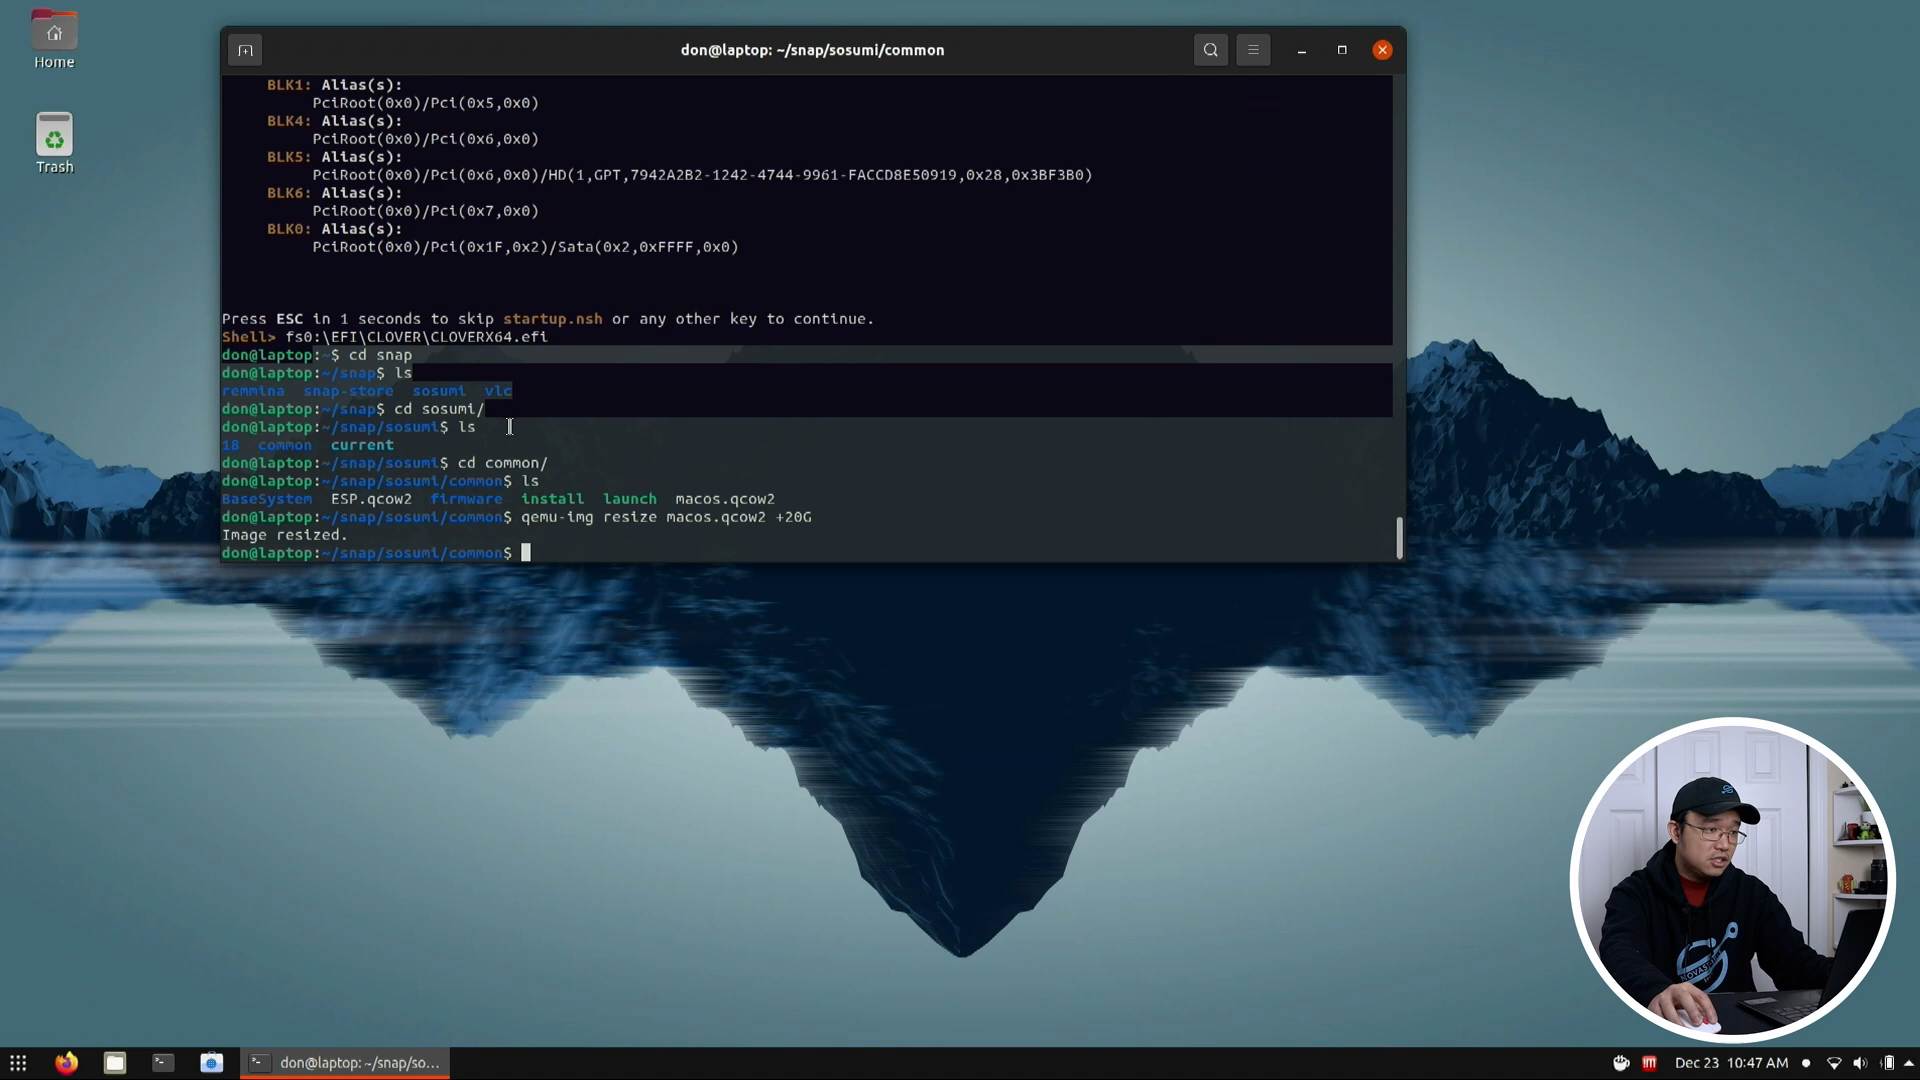 Home
Trash
don@laptop: ~/snap/sosumi/common
BLK1: Alias(s):
PciRoot(0x0)/Pci(0x5,0x0)
BLK4: Alias(s):
PciRoot(0x0)/Pci(0x6,0x0)
BLK5: Alias(s):
PciRoot(0x0)/Pci(0x6,0x0)/HD(1,GPT,7942A2B2-1242-4744-9961-FACCD8E50919,0x28,0x3BF3B0)
BLK6: Alias(s):
PciRoot(0x0)/Pci(0x7,0x0)
BLK0: Alias(s):
PciRoot(0x0)/Pci(0x1F,0x2)/Sata(0x2,0xFFFF,0x0)
Press ESC in 1 seconds to skip startup.nsh or any other key to continue.
Shell> fs0:\EFI\CLOVER\CLOVERX64.efi
don@laptop:~$ cd snap
don@laptop:~/snap$ ls
remmina snap-store sosumi vlc
don@laptop:~/snap$ cd sosumi/
don@laptop:~/snap/sosumi$ ls
18 common current
don@laptop:~/snap/sosumi$ cd common/
don@laptop:~/snap/sosumi/common$ ls
BaseSystem ESP.qcow2 firmware install launch macos.qcow2
don@laptop:~/snap/sosumi/common$ qemu-img resize macos.qcow2 +20G
Image resized.
don@laptop:~/snap/sosumi/common$
don@laptop: ~/snap/so...
Dec 23 10:47 AM